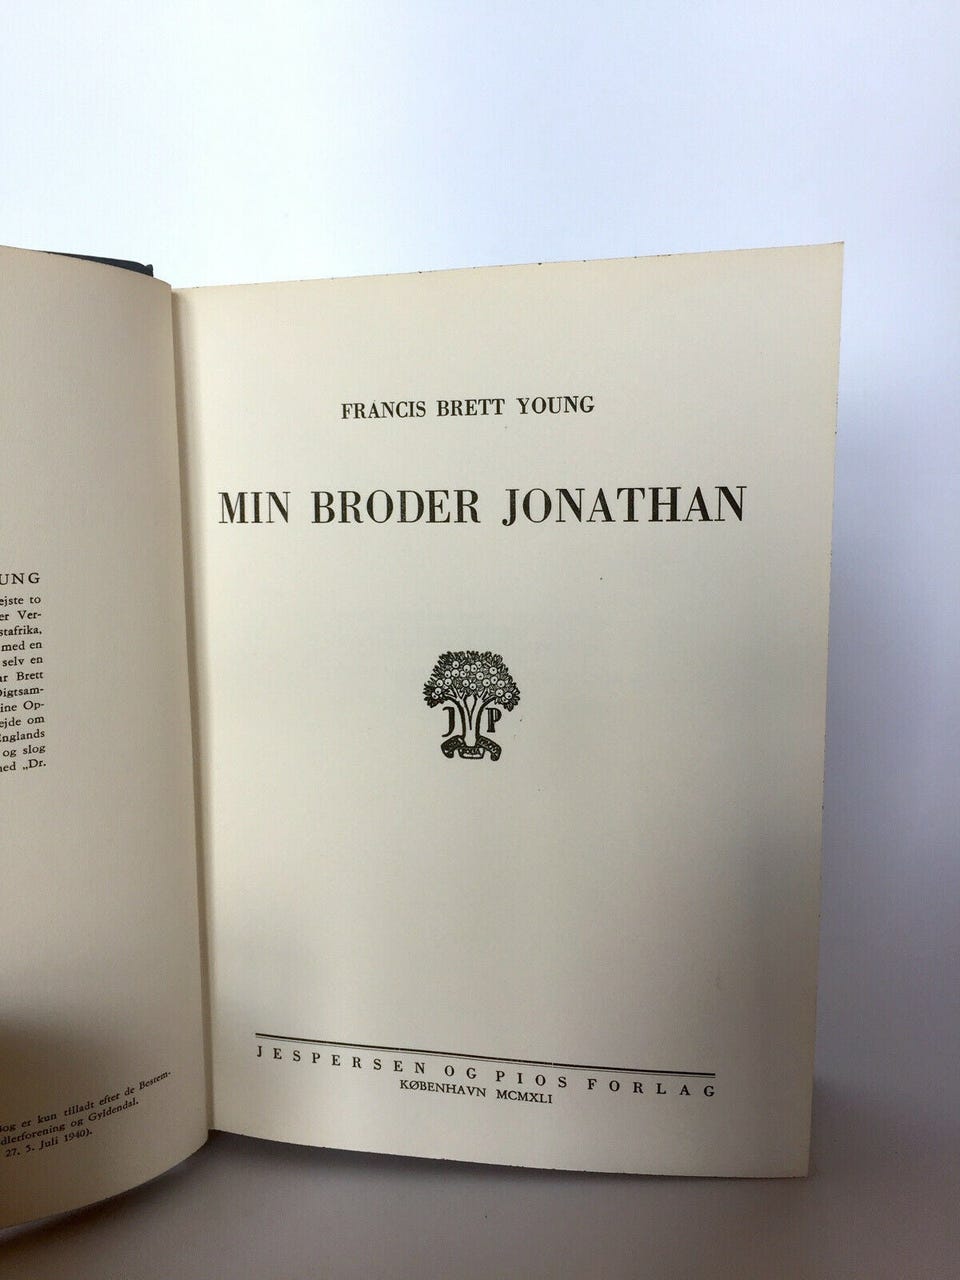 UNG
ejste to
er Ver-
stafrika,
med en
selv en
ar Brett
Digtsam-
ine Op-
ejde om
Englands
og slog
ned „Dr.
Bog er kun tilladt efter de Bestem-
dlerforening og Gyldendal.
27. 5. Juli 1940).
FRANCIS BRETT YOUNG
MIN BRODER JONATHAN
J P
JESPERSEN OG PIOS FORLAG
KØBENHAVN MCMXLI